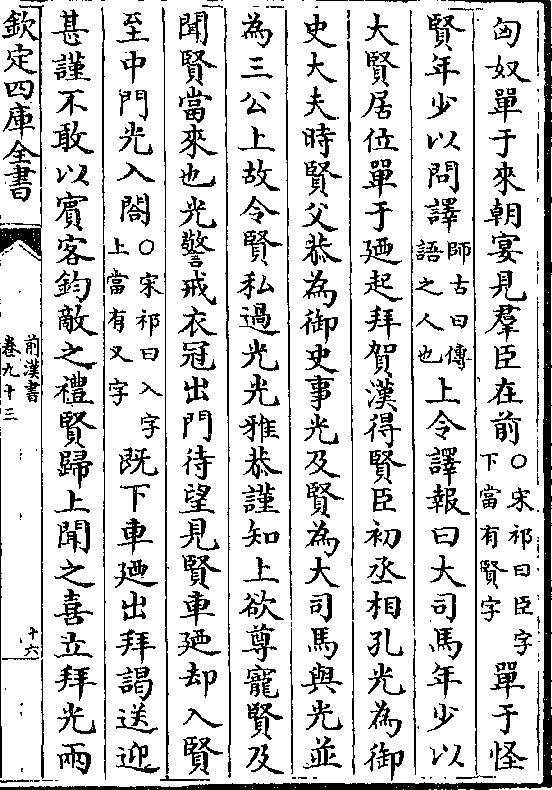 匈奴單于來朝宴見羣臣在前○宋祁曰臣字下當有賢字單于怪
賢年少以問譯師古曰傳語之人也上令譯報曰大司馬年少以
大賢居位單于廼起拜賀漢得賢臣初丞相孔光為御
史大夫時賢父恭為御史事光及賢為大司馬與光並
為三公上故令賢私過光光雅恭謹知上欲尊寵賢及
聞賢當來也光警戒衣冠出門待望見賢車廼却入賢
至中門光入閤○宋祁曰入字上當有又字既下車廼出拜謁送迎
甚謹不敢以賓客鈞敵之禮賢歸上聞之喜立拜光兩
欽定四庫全書
前漢書
卷九十三
十六